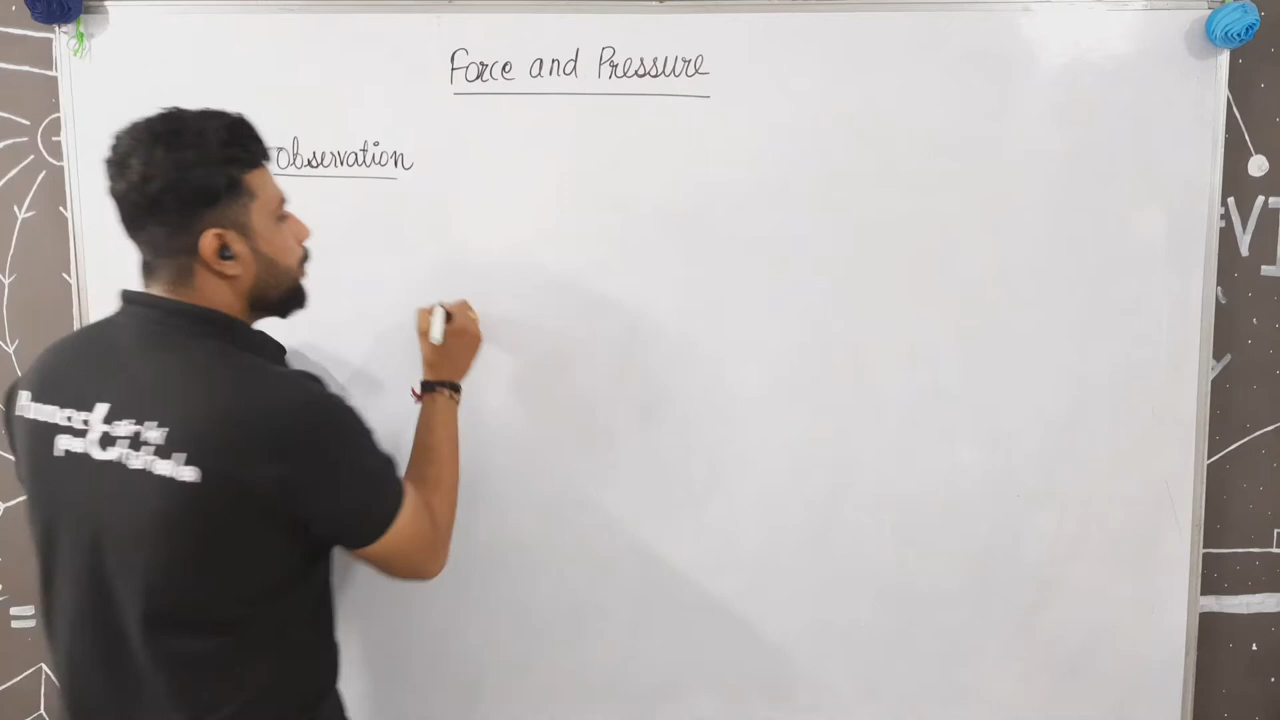 Force and Pressure
Observation